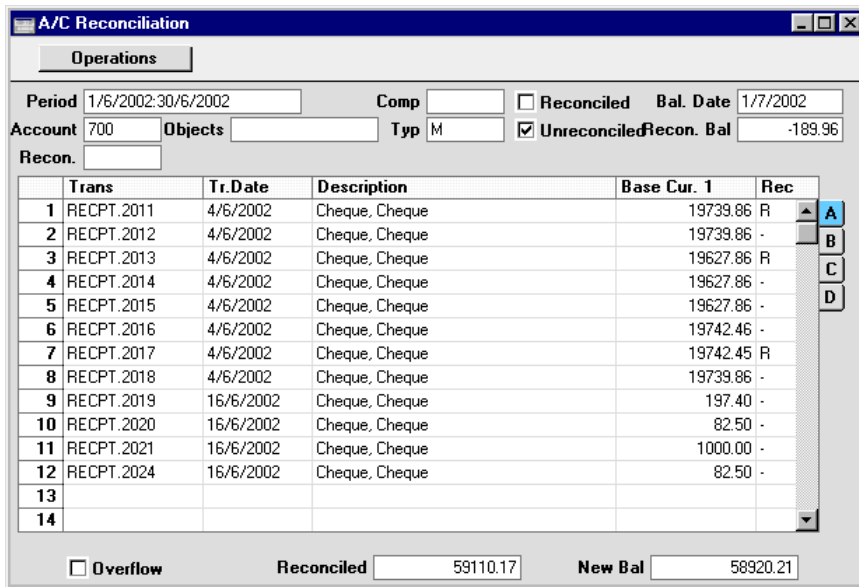 A/C Reconciliation
Operations
Period 1/6/2002:30/6/2002 Comp Reconciled Bal. Date 1/7/2002
Account 700 Objects Typ M Unreconciled Recon. Bal -189.96
Recon.
Trans Tr.Date Description Base Cur. 1 Rec
1 RECPT.2011 4/6/2002 Cheque, Cheque 19739.86 R A
2 RECPT.2012 4/6/2002 Cheque, Cheque 19739.86 - B
3 RECPT.2013 4/6/2002 Cheque, Cheque 19627.86 R C
4 RECPT.2014 4/6/2002 Cheque, Cheque 19627.86 - D
5 RECPT.2015 4/6/2002 Cheque, Cheque 19627.86 -
6 RECPT.2016 4/6/2002 Cheque, Cheque 19742.46 -
7 RECPT.2017 4/6/2002 Cheque, Cheque 19742.45 R
8 RECPT.2018 4/6/2002 Cheque, Cheque 19739.86 -
9 RECPT.2019 16/6/2002 Cheque, Cheque 197.40 -
10 RECPT.2020 16/6/2002 Cheque, Cheque 82.50 -
11 RECPT.2021 16/6/2002 Cheque, Cheque 1000.00 -
12 RECPT.2024 16/6/2002 Cheque, Cheque 82.50 -
13
14
Overflow Reconciled 59110.17 New Bal 58920.21